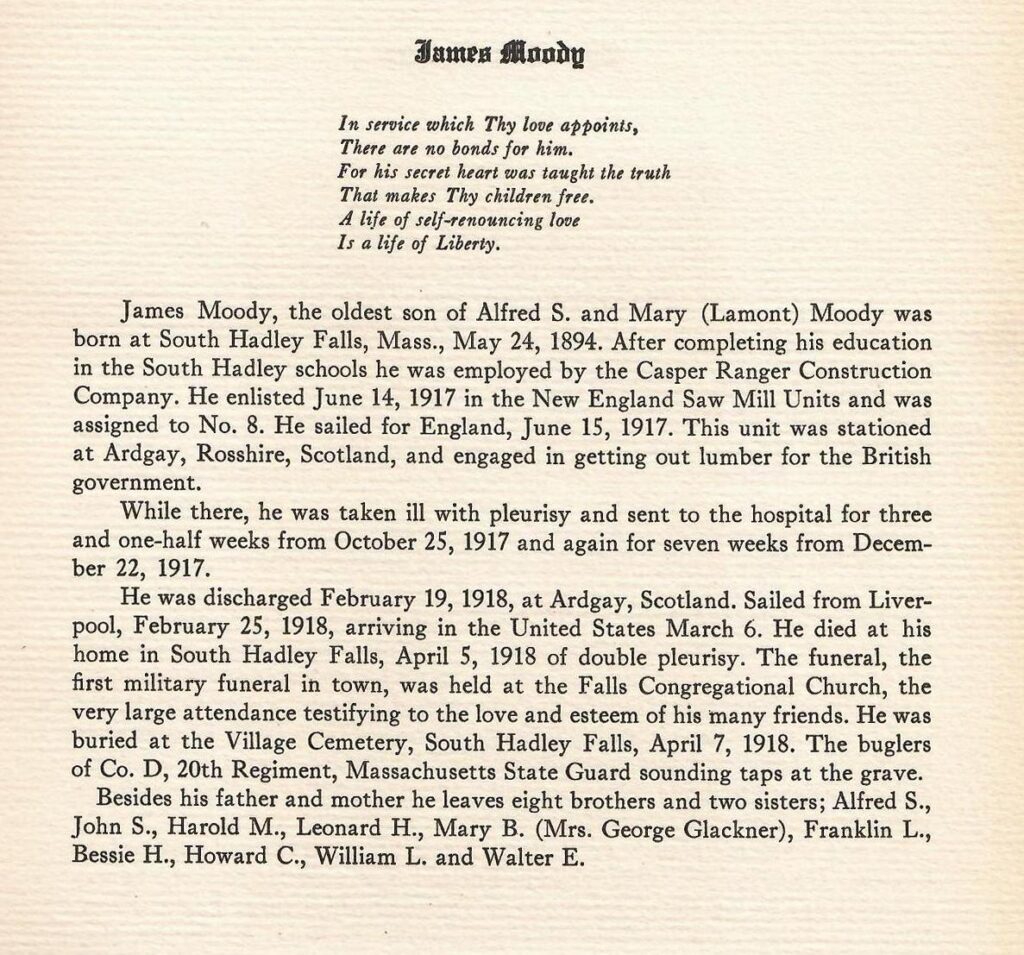 James Moody
In service which Thy love appoints,
There are no bonds for him.
For his secret heart was taught the truth
That makes Thy children free.
A life of self-renouncing love
Is a life of Liberty.
James Moody, the oldest son of Alfred S. and Mary (Lamont) Moody was
born at South Hadley Falls, Mass., May 24, 1894. After completing his education
in the South Hadley schools he was employed by the Casper Ranger Construction
Company. He enlisted June 14, 1917 in the New England Saw Mill Units and was
assigned to No. 8. He sailed for England, June 15, 1917. This unit was stationed
at Ardgay, Rosshire, Scotland, and engaged in getting out lumber for the British
government.
While there, he was taken ill with pleurisy and sent to the hospital for three
and one-half weeks from October 25, 1917 and again for seven weeks from Decem-
ber 22, 1917.
He was discharged February 19, 1918, at Ardgay, Scotland. Sailed from Liver-
pool, February 25, 1918, arriving in the United States March 6. He died at his
home in South Hadley Falls, April 5, 1918 of double pleurisy. The funeral, the
first military funeral in town, was held at the Falls Congregational Church, the
very large attendance testifying to the love and esteem of his many friends. He was
buried at the Village Cemetery, South Hadley Falls, April 7, 1918. The buglers
of Co. D, 20th Regiment, Massachusetts State Guard sounding taps at the grave.
Besides his father and mother he leaves eight brothers and two sisters; Alfred S.,
John S., Harold M., Leonard H., Mary B. (Mrs. George Glackner), Franklin L.,
Bessie H., Howard C., William L. and Walter E.